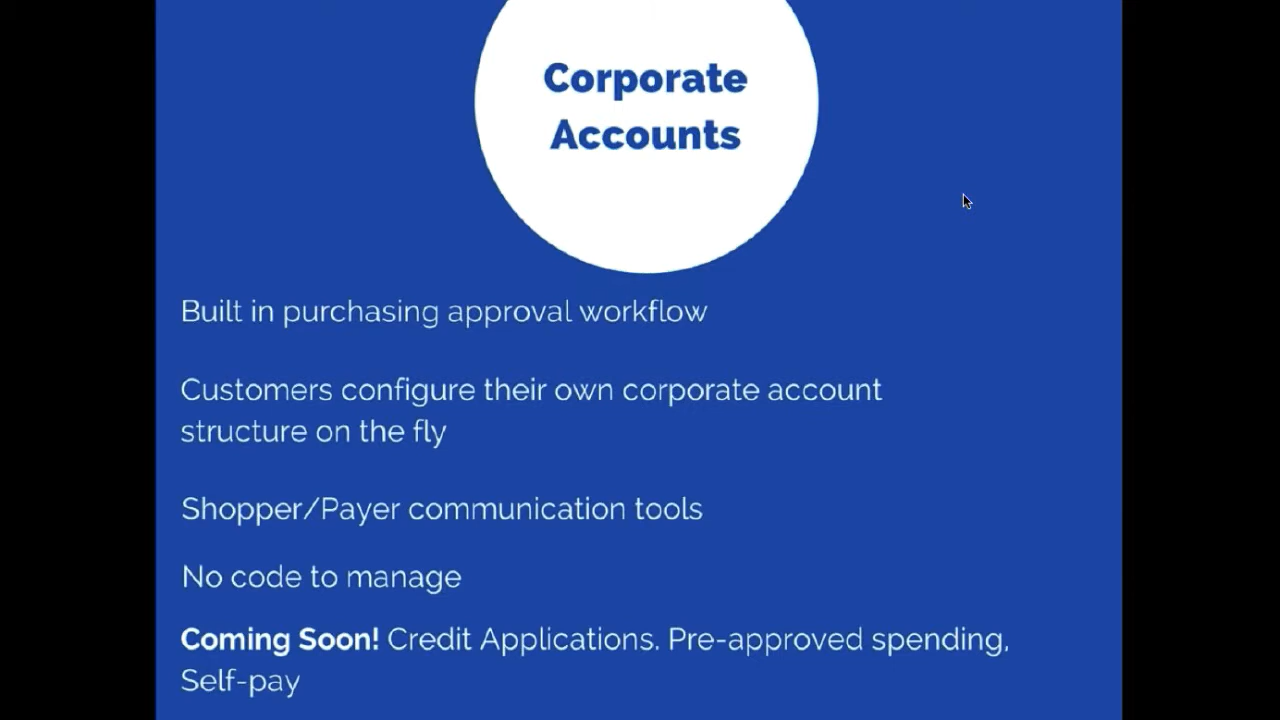 Corporate
Accounts
Built in purchasing approval workflow
Customers configure their own corporate account
structure on the fly
Shopper/Payer communication tools
No code to manage
Coming Soon! Credit Applications. Pre-approved spending,
Self-pay